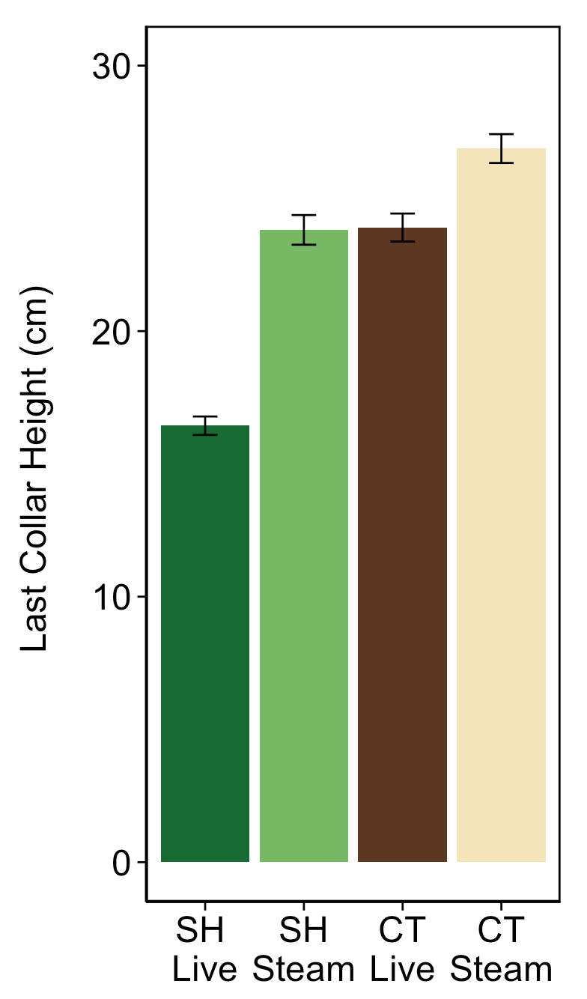 Last Collar Height (cm)
30
20
10
0
SH Live
SH Steam
CT Live
CT Steam